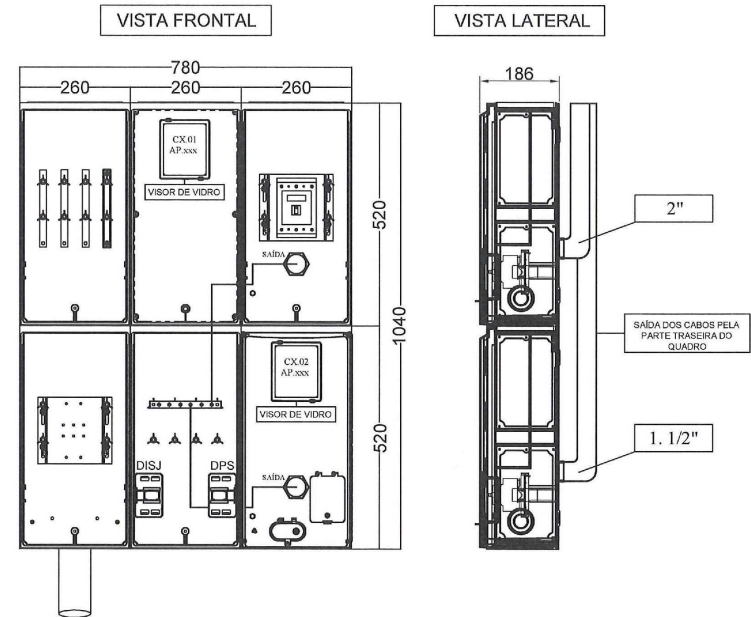 VISTA FRONTAL
VISTA LATERAL
780
260
260
260
186
CX.01
AP.xxx
VISOR DE VIDRO
SAÍDA
520
1040
520
2"
SAÍDA DOS CABOS PELA
PARTE TRASEIRA DO
QUADRO
CX.02
AP.xxx
VISOR DE VIDRO
DISJ
DPS
SAÍDA
1. 1/2"